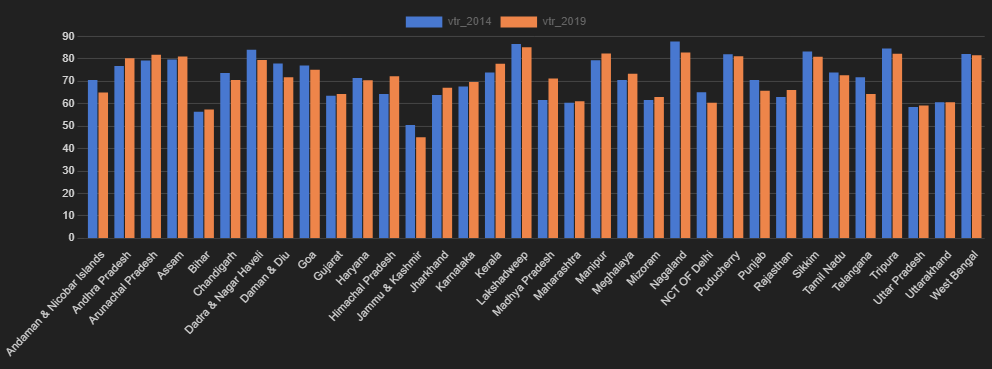 vtr_2014 vtr_2019
90
80
70
60
50
40
30
20
10
0
Andaman & Nicobar Islands
Andhra Pradesh
Arunachal Pradesh
Assam
Bihar
Chandigarh
Dadra & Nagar Haveli
Daman & Diu
Goa
Gujarat
Haryana
Himachal Pradesh
Jammu & Kashmir
Jharkhand
Karnataka
Kerala
Lakshadweep
Madhya Pradesh
Maharashtra
Manipur
Meghalaya
Mizoram
Nagaland
NCT OF Delhi
Puducherry
Punjab
Rajasthan
Sikkim
Tamil Nadu
Telangana
Tripura
Uttar Pradesh
Uttarakhand
West Bengal